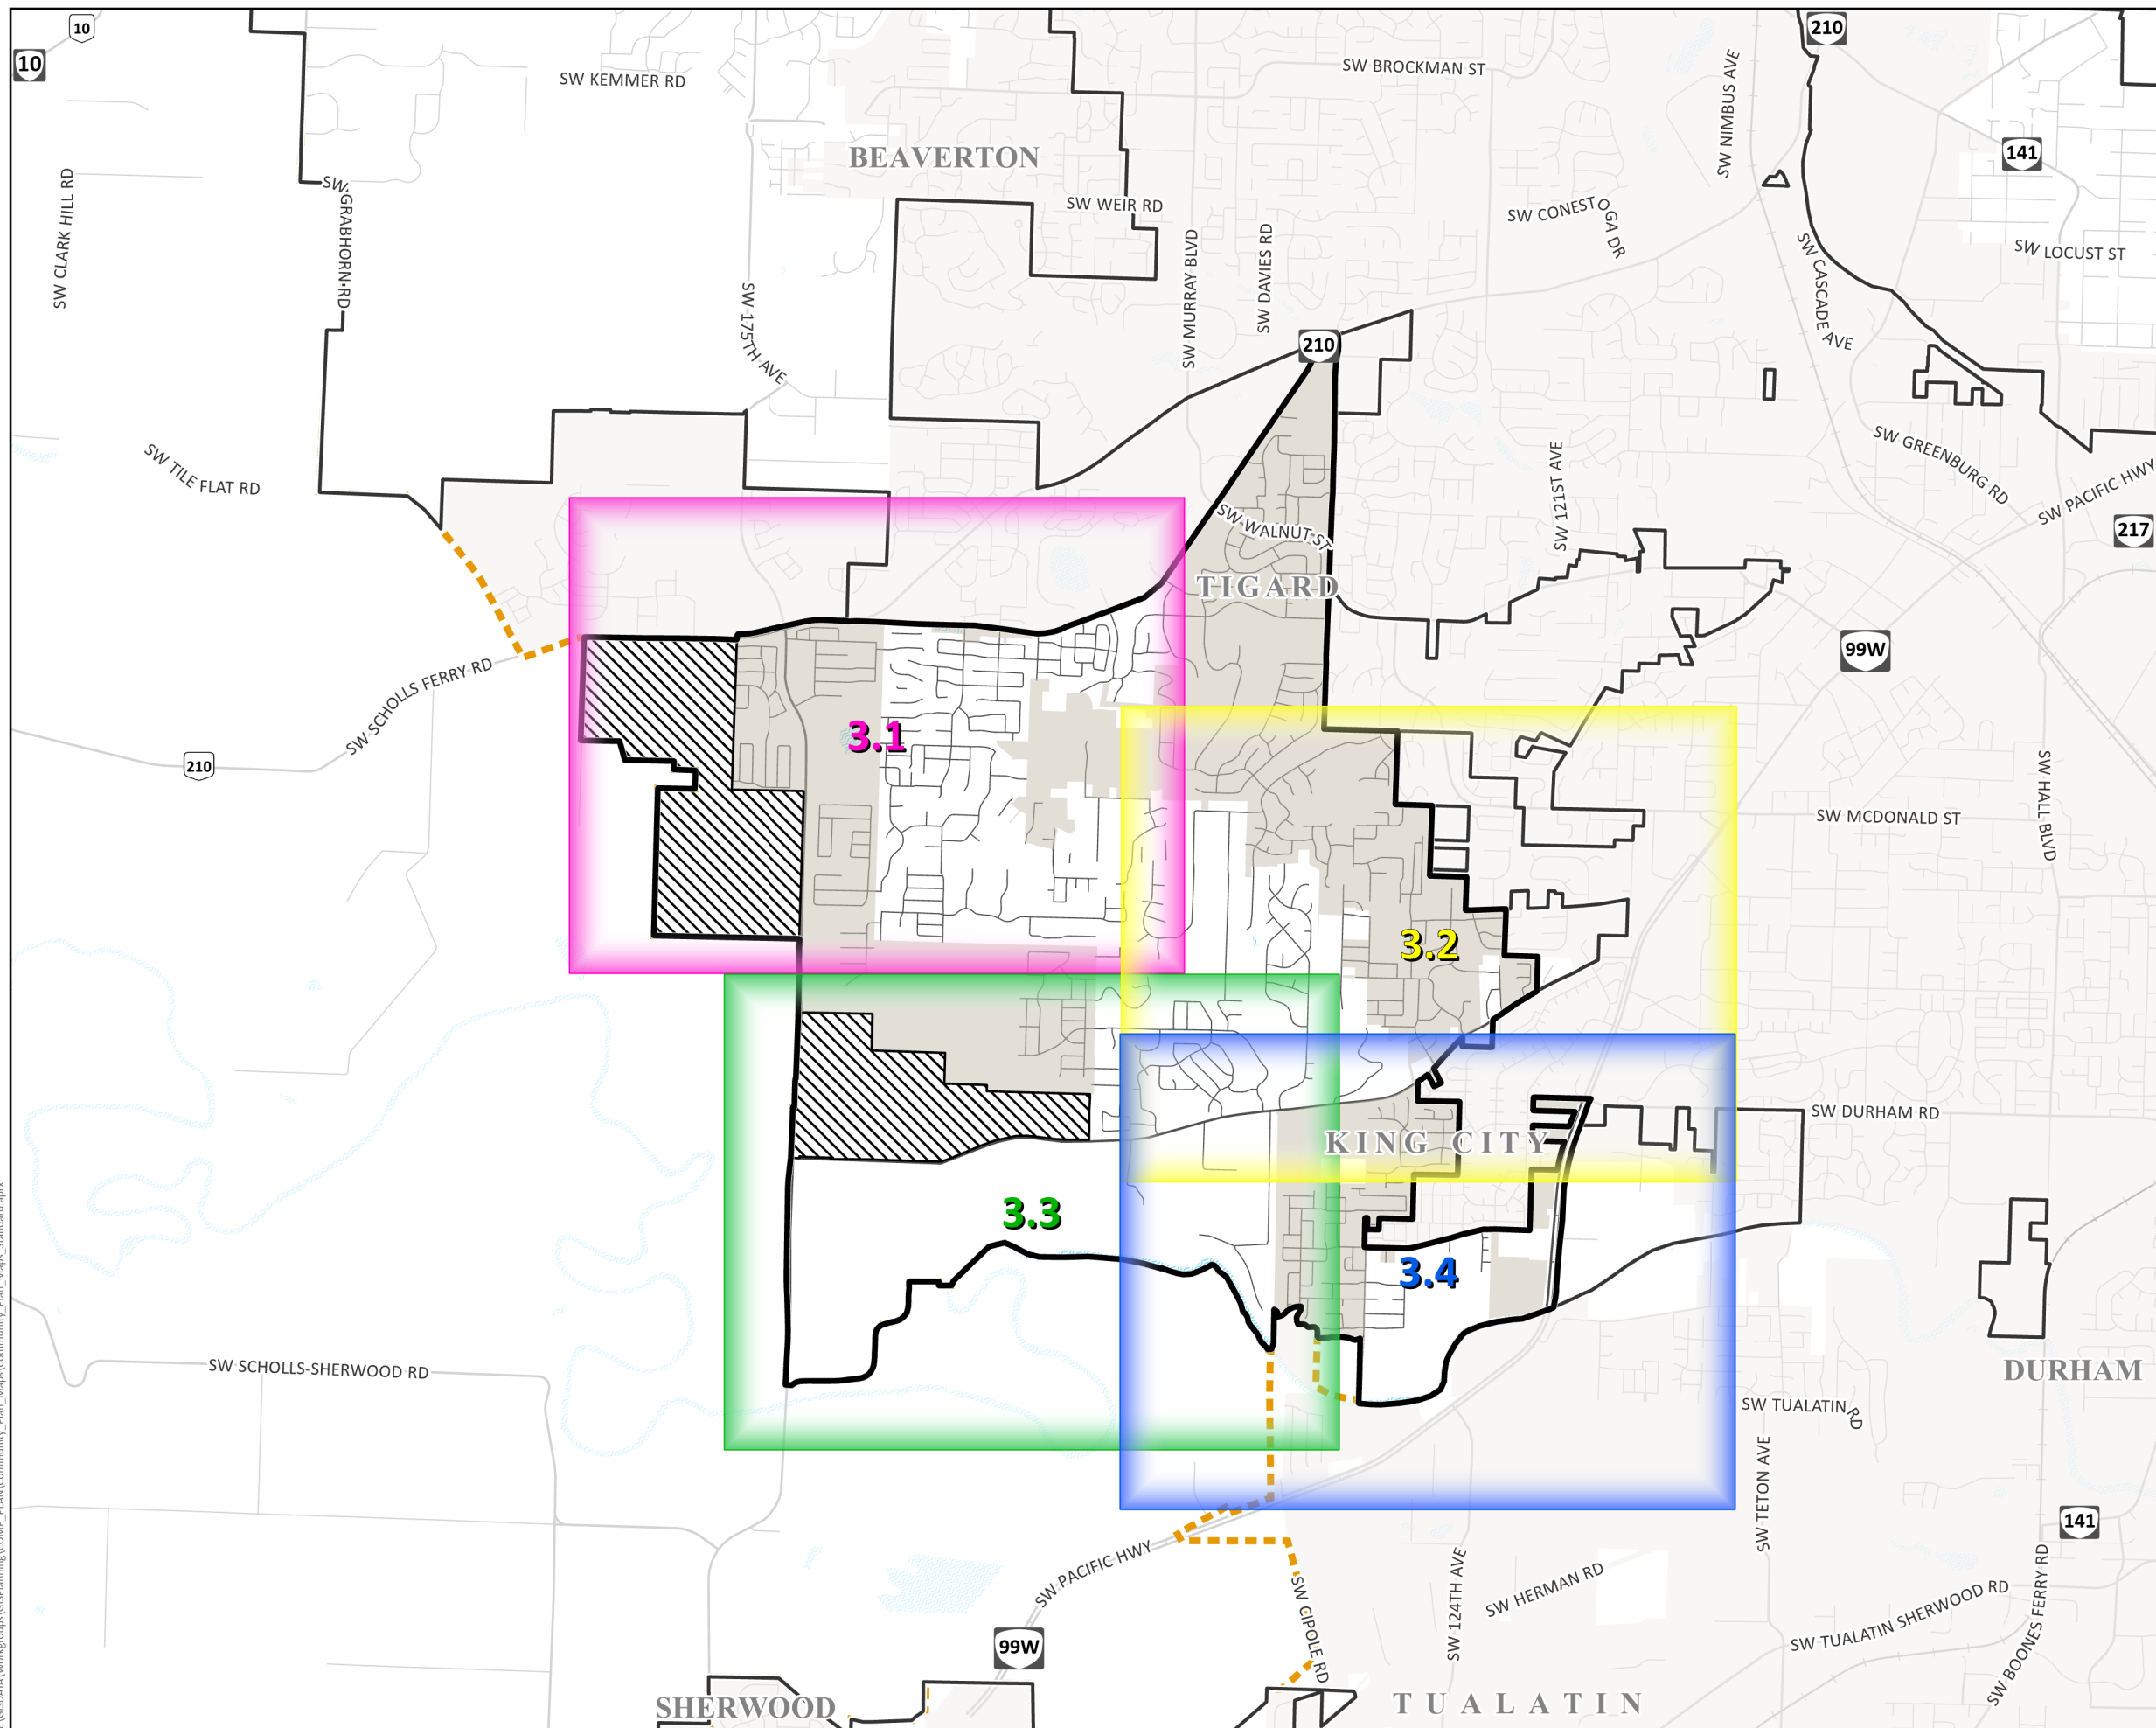 10
10
210
SW KEMMER RD
SW BROCKMAN ST
SW NIMBUS AVE
141
BEAVERTON
SW CLARK HILL RD
SW GRABHORN RD
SW WEIR RD
SW CONESTOGA DR
SW MURRAY BLVD
SW DAVIES RD
SW CASCADE AVE
SW LOCUST ST
SW 175TH AVE
210
SW TILE FLAT RD
SW 121ST AVE
SW GREENBURG RD
SW PACIFIC HWY
217
SW WALNUT ST
TIGARD
99W
SW SCHOLLS FERRY RD
210
3.1
SW MCDONALD ST
SW HALL BLVD
3.2
SW DURHAM RD
KING CITY
3.3
3.4
SW SCHOLLS-SHERWOOD RD
DURHAM
SW TUALATIN RD
SW TETON AVE
141
SW PACIFIC HWY
SW CIPOLE RD
SW 124TH AVE
SW HERMAN RD
SW TUALATIN SHERWOOD RD
SW BOONES FERRY RD
99W
SHERWOOD
TUALATIN